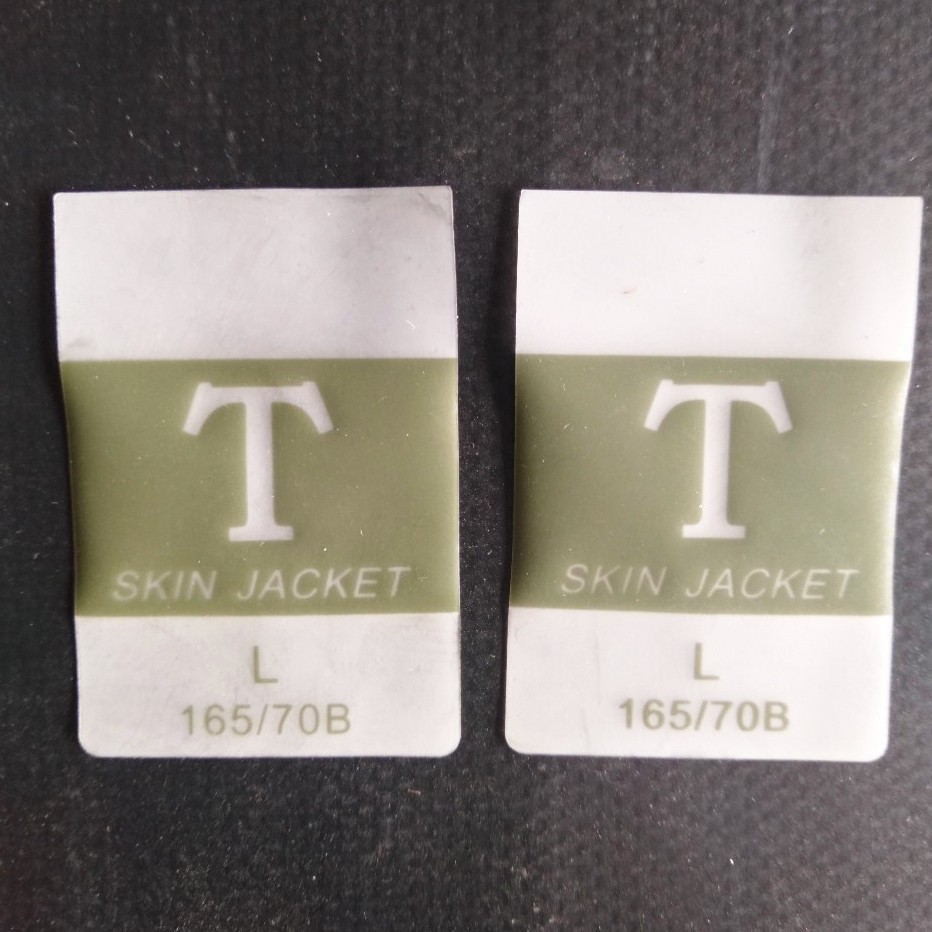 T
SKIN JACKET
L
165/70B
T
SKIN JACKET
L
165/70B